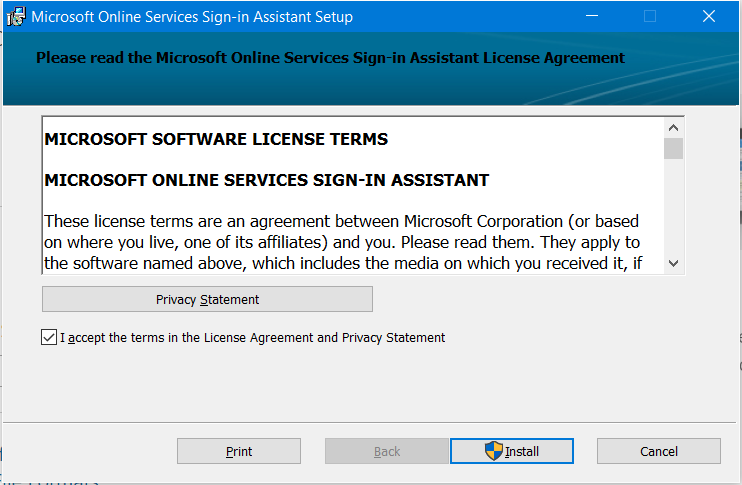 Microsoft Online Services Sign-in Assistant Setup
Please read the Microsoft Online Services Sign-in Assistant License Agreement
MICROSOFT SOFTWARE LICENSE TERMS
MICROSOFT ONLINE SERVICES SIGN-IN ASSISTANT
These license terms are an agreement between Microsoft Corporation (or based
on where you live, one of its affiliates) and you. Please read them. They apply to
the software named above, which includes the media on which you received it, if
Privacy Statement
I accept the terms in the License Agreement and Privacy Statement
Print Back Install Cancel